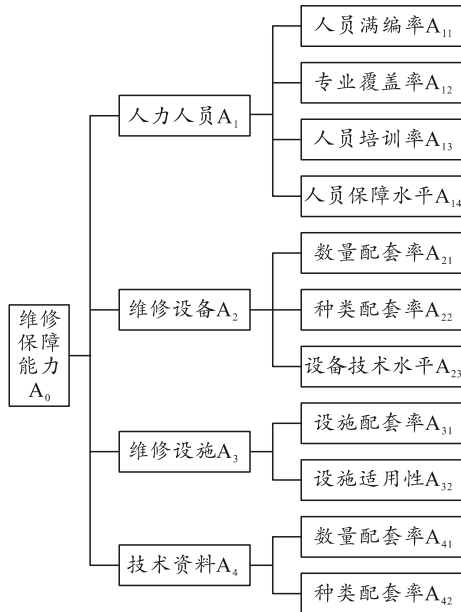 人员满编率A₁₁
专业覆盖率A₁₂
人力人员A₁
人员培训率A₁₃
人员保障水平A₁₄
数量配套率A₂₁
维修设备A₂
种类配套率A₂₂
设备技术水平A₂₃
维修
保障
能力
A₀
设施配套率A₃₁
维修设施A₃
设施适用性A₃₂
数量配套率A₄₁
技术资料A₄
种类配套率A₄₂